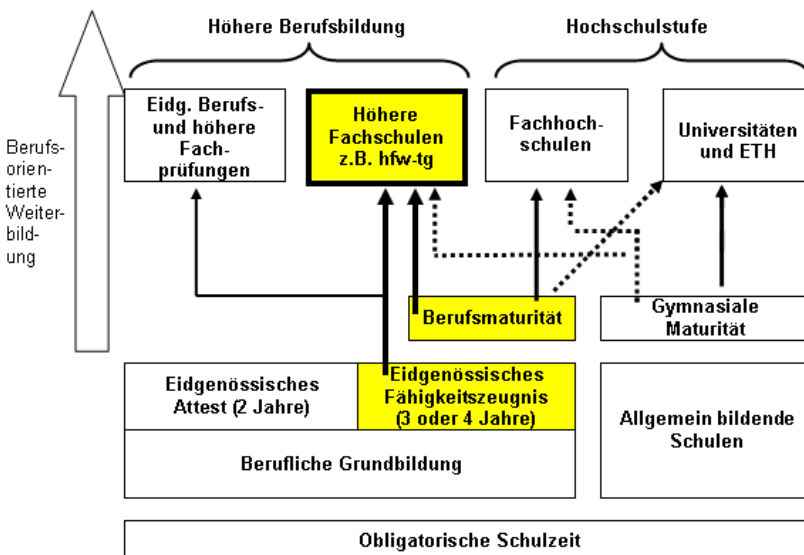 Höhere Berufsbildung
Hochschulstufe
Eidg. Berufs-
und höhere
Fach-
prüfungen
Höhere
Fachschulen
z.B. hfw-tg
Fachhoch-
schulen
Universitäten
und ETH
Berufs-
orien-
tierte
Weiter-
bild-
ung
Berufsmaturität
Gymnasiale
Maturität
Eidgenössisches
Attest (2 Jahre)
Eidgenössisches
Fähigkeitszeugnis
(3 oder 4 Jahre)
Allgemein bildende
Schulen
Berufliche Grundbildung
Obligatorische Schulzeit